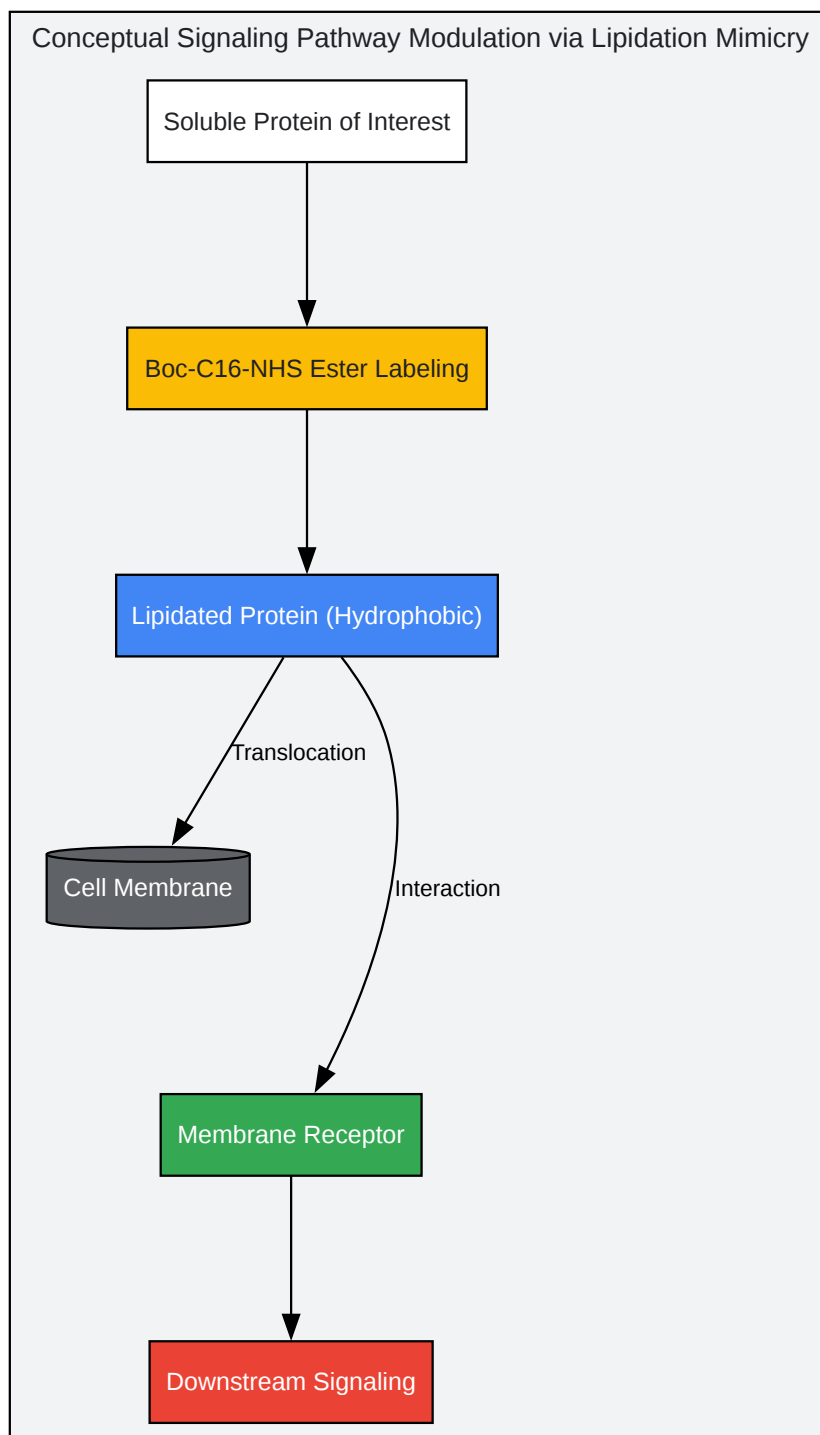 Conceptual Signaling Pathway Modulation via Lipidation Mimicry
Soluble Protein of Interest
Boc-C16-NHS Ester Labeling
Lipidated Protein (Hydrophobic)
Translocation
Cell Membrane
Interaction
Membrane Receptor
Downstream Signaling